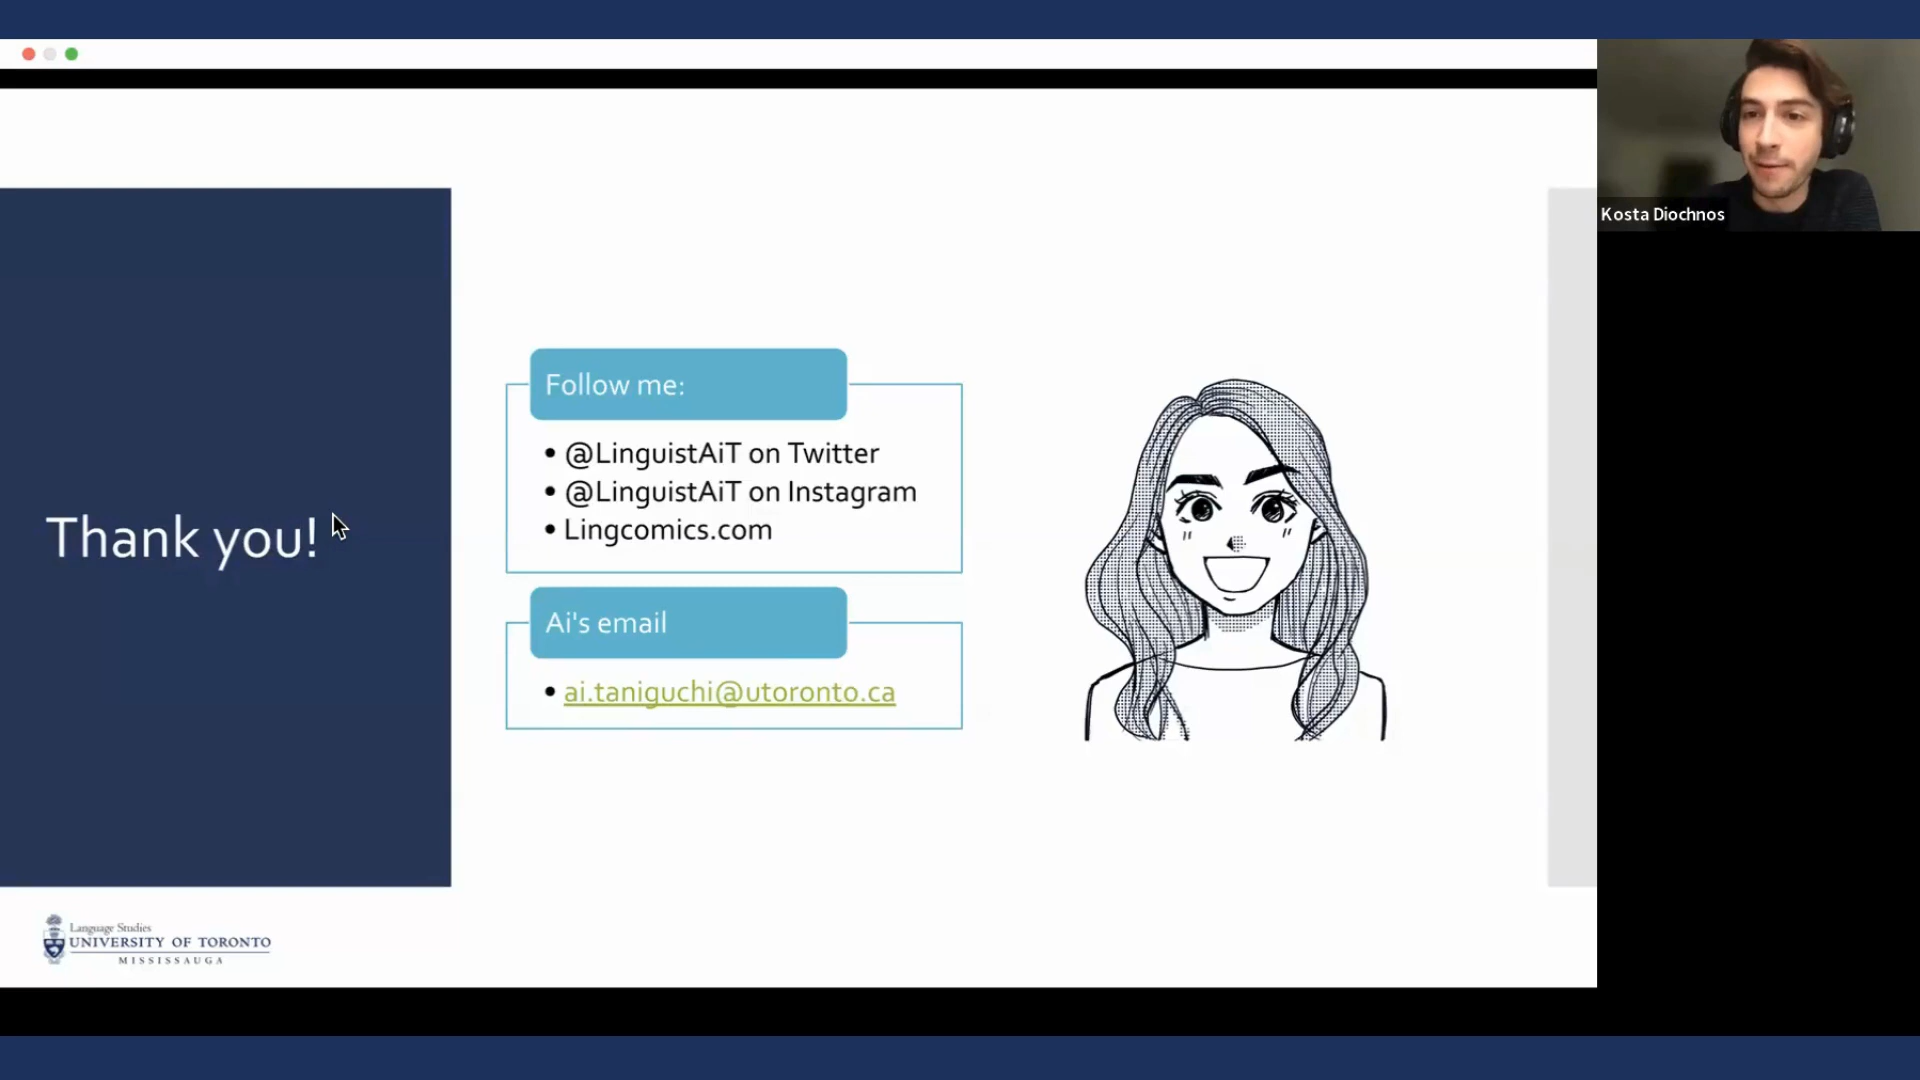 Thank you!
Follow me:
• @LinguistAiT on Twitter
• @LinguistAiT on Instagram
• Lingcomics.com
Ai's email
• ai.taniguchi@utoronto.ca
Language Studies
UNIVERSITY OF TORONTO
MISSISSAUGA
Kosta Diochnos